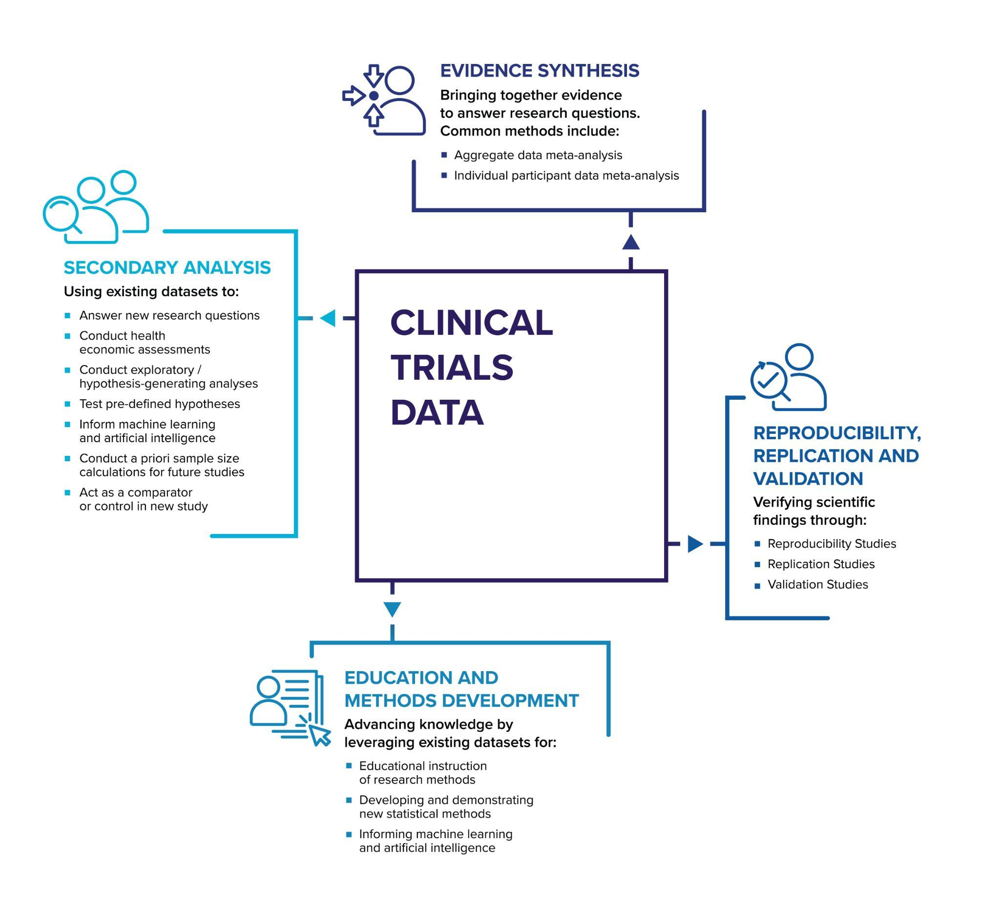 EVIDENCE SYNTHESIS
Bringing together evidence
to answer research questions.
Common methods include:
Aggregate data meta-analysis
Individual participant data meta-analysis
SECONDARY ANALYSIS
Using existing datasets to:
Answer new research questions
Conduct health
economic assessments
Conduct exploratory /
hypothesis-generating analyses
Test pre-defined hypotheses
Inform machine learning
and artificial intelligence
Conduct a priori sample size
calculations for future studies
Act as a comparator
or control in new study
CLINICAL
TRIALS
DATA
REPRODUCIBILITY,
REPLICATION AND
VALIDATION
Verifying scientific
findings through:
Reproducibility Studies
Replication Studies
Validation Studies
EDUCATION AND
METHODS DEVELOPMENT
Advancing knowledge by
leveraging existing datasets for:
Educational instruction
of research methods
Developing and demonstrating
new statistical methods
Informing machine learning
and artificial intelligence